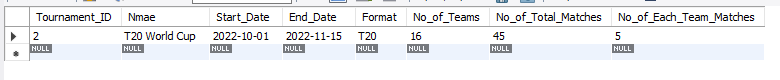 Tournament_ID Nmae Start_Date End_Date Format No_of_Teams No_of_Total_Matches No_of_Each_Team_Matches
2 T20 World Cup 2022-10-01 2022-11-15 T20 16 45 5
NULL NULL NULL NULL NULL NULL NULL NULL